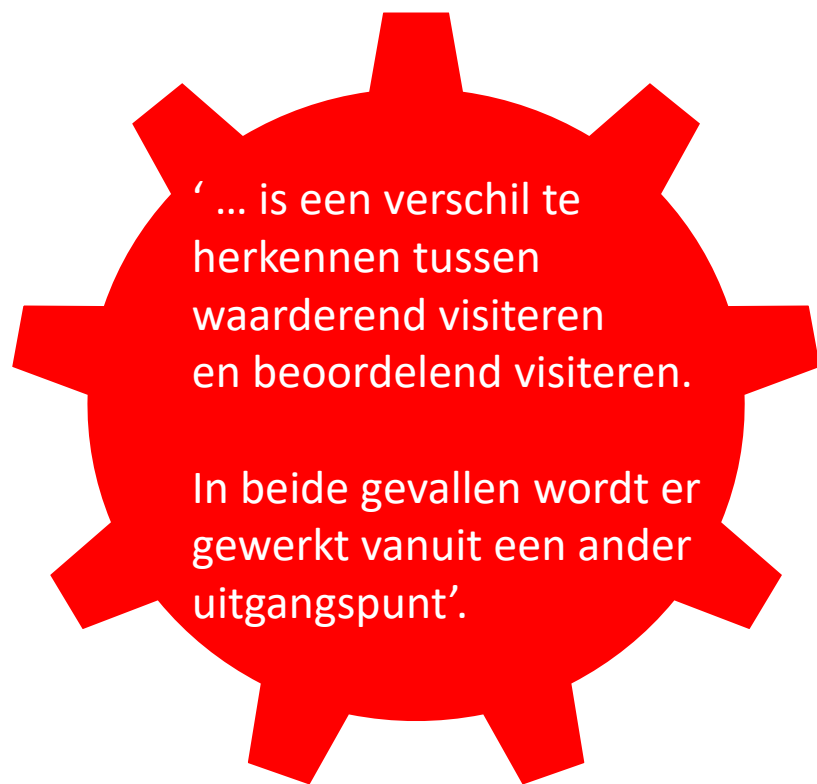 ‘ … is een verschil te
herkennen tussen
waarderend visiteren
en beoordelend visiteren.
In beide gevallen wordt er
gewerkt vanuit een ander
uitgangspunt’.